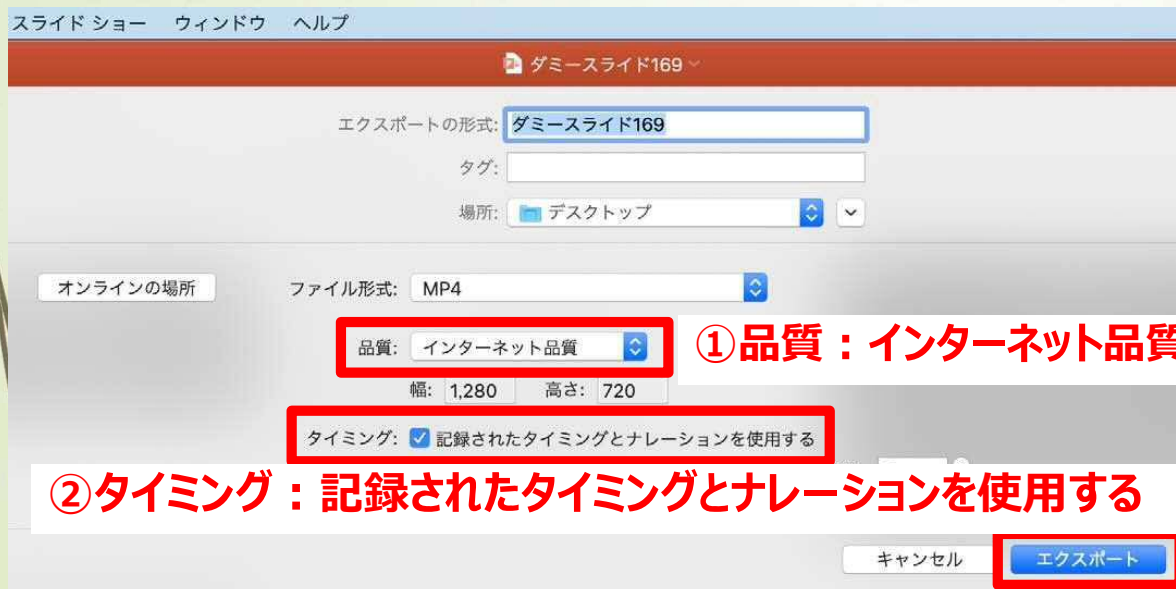 スライド ショー ウィンドウ ヘルプ
ダミースライド169
エクスポートの形式: ダミースライド169
タグ:
場所: デスクトップ
オンラインの場所 ファイル形式: MP4
品質: インターネット品質
①品質：インターネット品質
幅: 1,280 高さ: 720
タイミング: 記録されたタイミングとナレーションを使用する
②タイミング：記録されたタイミングとナレーションを使用する
キャンセル エクスポート